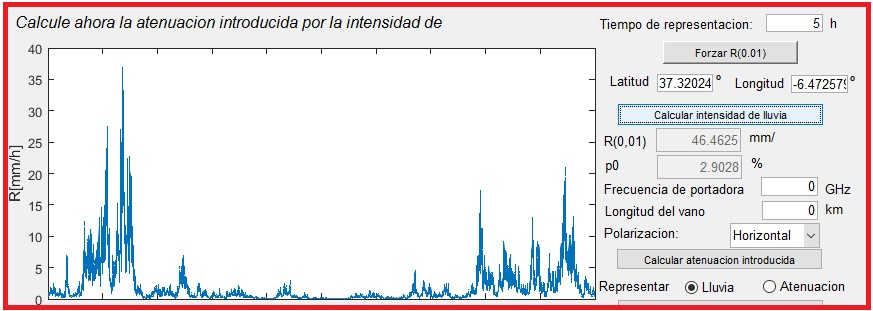 Calcule ahora la atenuacion introducida por la intensidad de
Tiempo de representacion: 5 h
Forzar R(0.01)
Latitud 37.32024 º Longitud -6.472579 º
Calcular intensidad de lluvia
R(0,01) 46.4625 mm/
p0 2.9028 %
Frecuencia de portadora 0 GHz
Longitud del vano 0 km
Polarizacion: Horizontal
Calcular atenuacion introducida
Representar Lluvia Atenuacion
R[mm/h]
40
35
30
25
20
15
10
5
0